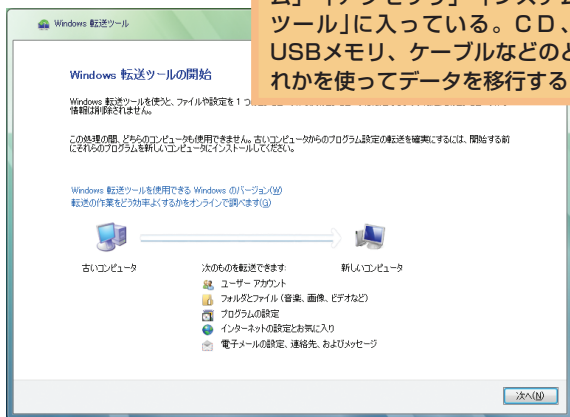 Windows 転送ツール
ム」「アクセサリ」「システム
ツール」に入っている。CD、
USBメモリ、ケーブルなどのど
れかを使ってデータを移行する
Windows 転送ツールの開始
Windows 転送ツールを使うと、ファイルや設定を 1 つ
情報は削除されません。
この処理の間、どちらのコンピュータも使用できません。古いコンピュータからのプログラム設定の転送を確実にするには、開始する前
にそれらのプログラムを新しいコンピュータにインストールしてください。
Windows 転送ツールを使用できる Windows のバージョン(W)
転送の作業をどう効率よくするかをオンラインで調べます(G)
古いコンピュータ
次のものを転送できます:
新しいコンピュータ
ユーザー アカウント
フォルダとファイル (音楽、画像、ビデオなど)
プログラムの設定
インターネットの設定とお気に入り
電子メールの設定、連絡先、およびメッセージ
次へ(N)